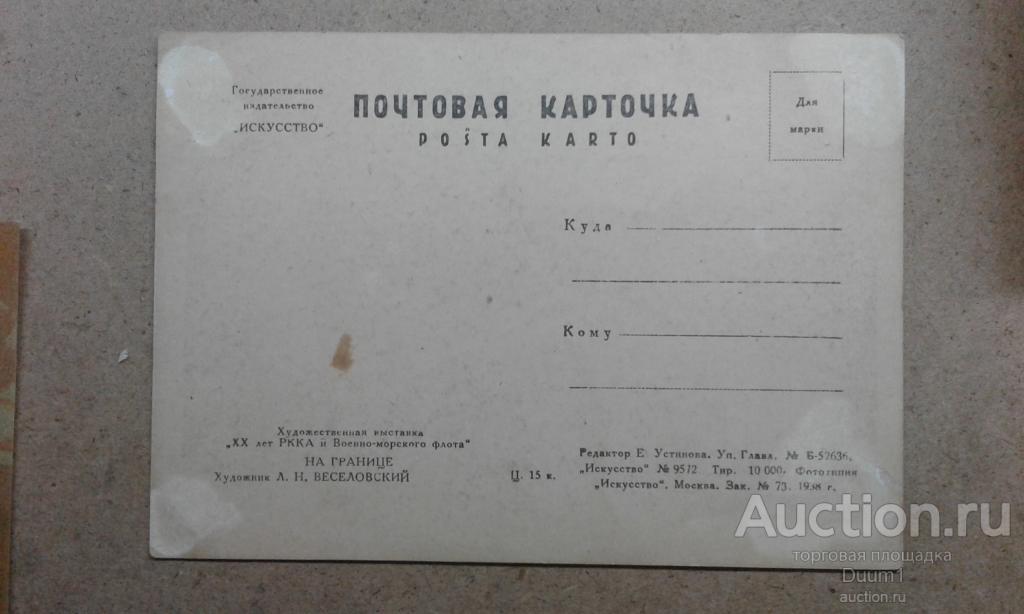 Государственное
издательство
„ИСКУССТВО“
ПОЧТОВАЯ КАРТОЧКА
POŜTA KARTO
Для
марки
Куда
Кому
Художественная выставка
„XX лет РККА и Военно-морского флота“
НА ГРАНИЦЕ
Художник Л. Н. ВЕСЕЛОВСКИЙ
Ц. 15 к.
Редактор Е. Устинова. Уп. Главл. № Б-52636.
„Искусство“ № 9572 Тир. 10 000. Фототипия
„Искусство“, Москва. Зак. № 73. 1938 г.
Auction.ru
торговая площадка
Duum1
auction.ru